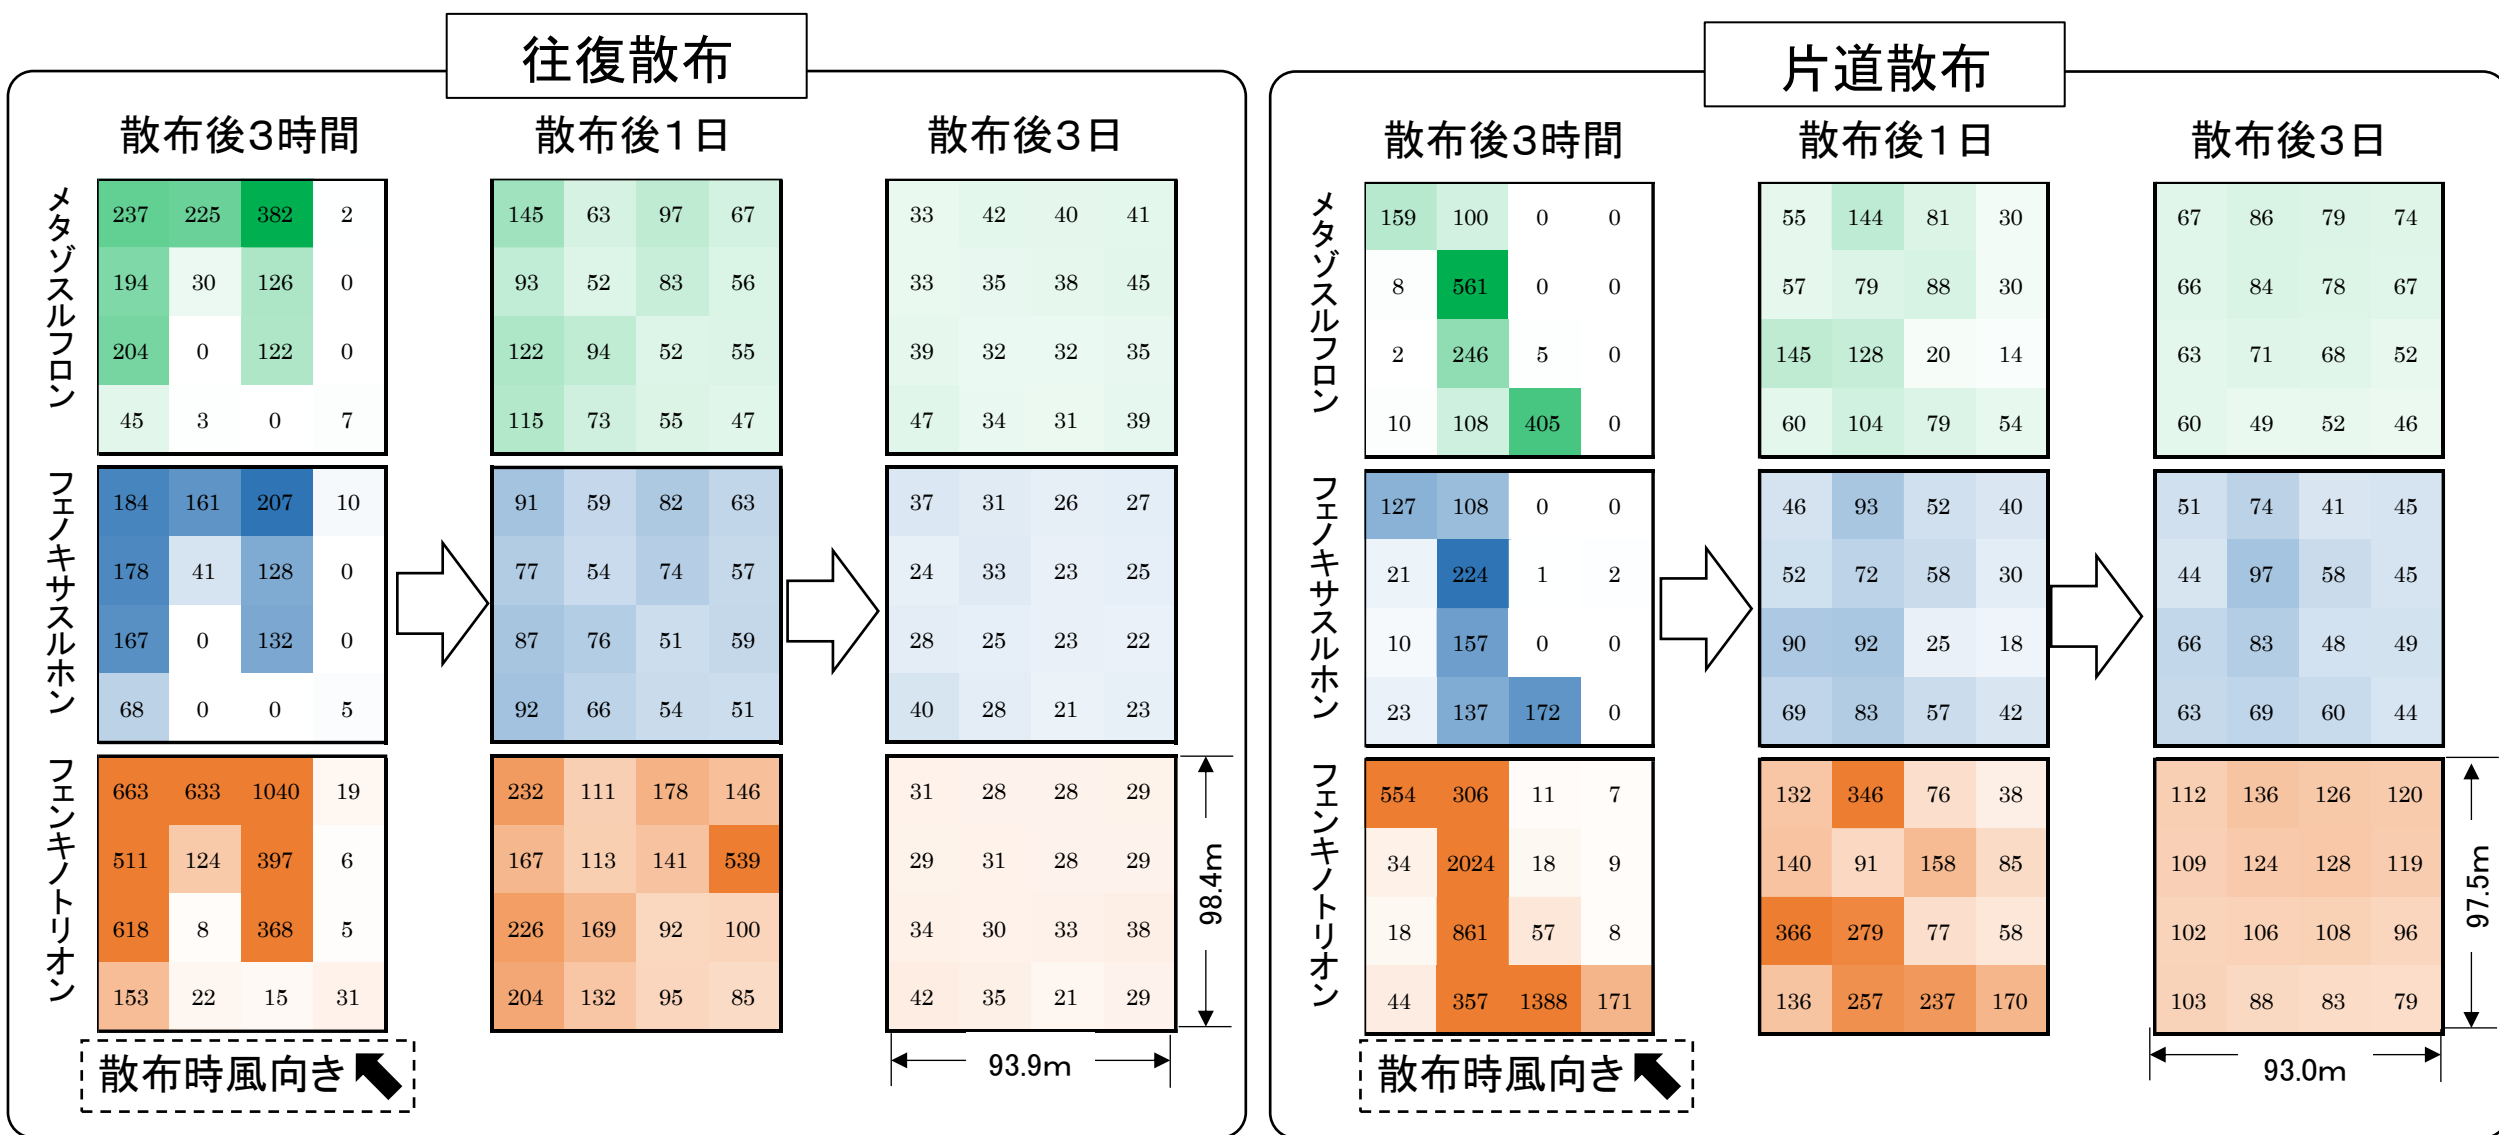 往復散布
散布後3時間 散布後1日 散布後3日
メタゾスルフロン
237 225 382 2
194 30 126 0
204 0 122 0
45 3 0 7
145 63 97 67
93 52 83 56
122 94 52 55
115 73 55 47
33 42 40 41
33 35 38 45
39 32 32 35
47 34 31 39
フェノキサスルホン
184 161 207 10
178 41 128 0
167 0 132 0
68 0 0 5
91 59 82 63
77 54 74 57
87 76 51 59
92 66 54 51
37 31 26 27
24 33 23 25
28 25 23 22
40 28 21 23
フェンキノトリオン
663 633 1040 19
511 124 397 6
618 8 368 5
153 22 15 31
232 111 178 146
167 113 141 539
226 169 92 100
204 132 95 85
31 28 28 29
29 31 28 29
34 30 33 38
42 35 21 29
98.4m
93.9m
散布時風向き
片道散布
散布後3時間 散布後1日 散布後3日
メタゾスルフロン
159 100 0 0
8 561 0 0
2 246 5 0
10 108 405 0
55 144 81 30
57 79 88 30
145 128 20 14
60 104 79 54
67 86 79 74
66 84 78 67
63 71 68 52
60 49 52 46
フェノキサスルホン
127 108 0 0
21 224 1 2
10 157 0 0
23 137 172 0
46 93 52 40
52 72 58 30
90 92 25 18
69 83 57 42
51 74 41 45
44 97 58 45
66 83 48 49
63 69 60 44
フェンキノトリオン
554 306 11 7
34 2024 18 9
18 861 57 8
44 357 1388 171
132 346 76 38
140 91 158 85
366 279 77 58
136 257 237 170
112 136 126 120
109 124 128 119
102 106 108 96
103 88 83 79
97.5m
93.0m
散布時風向き